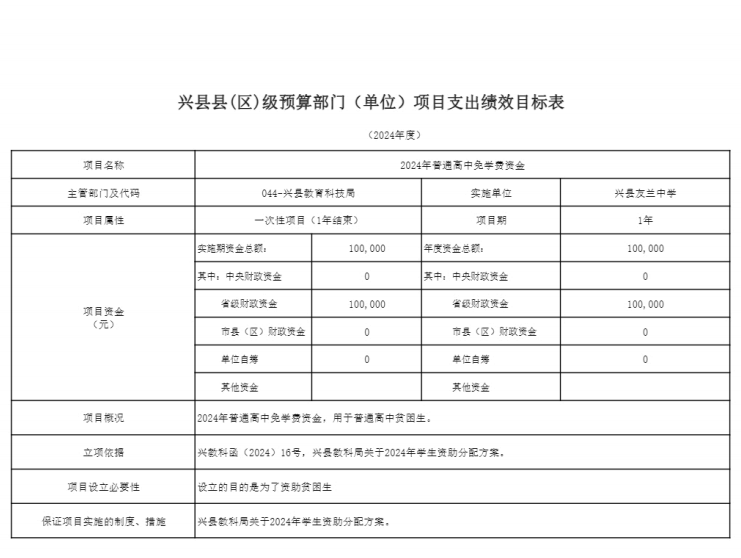 兴县县(区)级预算部门（单位）项目支出绩效目标表
（2024年度）
项目名称 2024年普通高中免学费资金
主管部门及代码 044-兴县教育科技局 实施单位 兴县友兰中学
项目属性 一次性项目（1年结束） 项目期 1年
项目资金
（元）
实施期资金总额： 100,000 年度资金总额： 100,000
其中：中央财政资金 0 其中：中央财政资金 0
省级财政资金 100,000 省级财政资金 100,000
市县（区）财政资金 0 市县（区）财政资金 0
单位自筹 0 单位自筹 0
其他资金 其他资金
项目概况 2024年普通高中免学费资金，用于普通高中贫困生。
立项依据 兴教科函（2024）16号，兴县教科局关于2024年学生资助分配方案。
项目设立必要性 设立的目的是为了资助贫困生
保证项目实施的制度、措施 兴县教科局关于2024年学生资助分配方案。